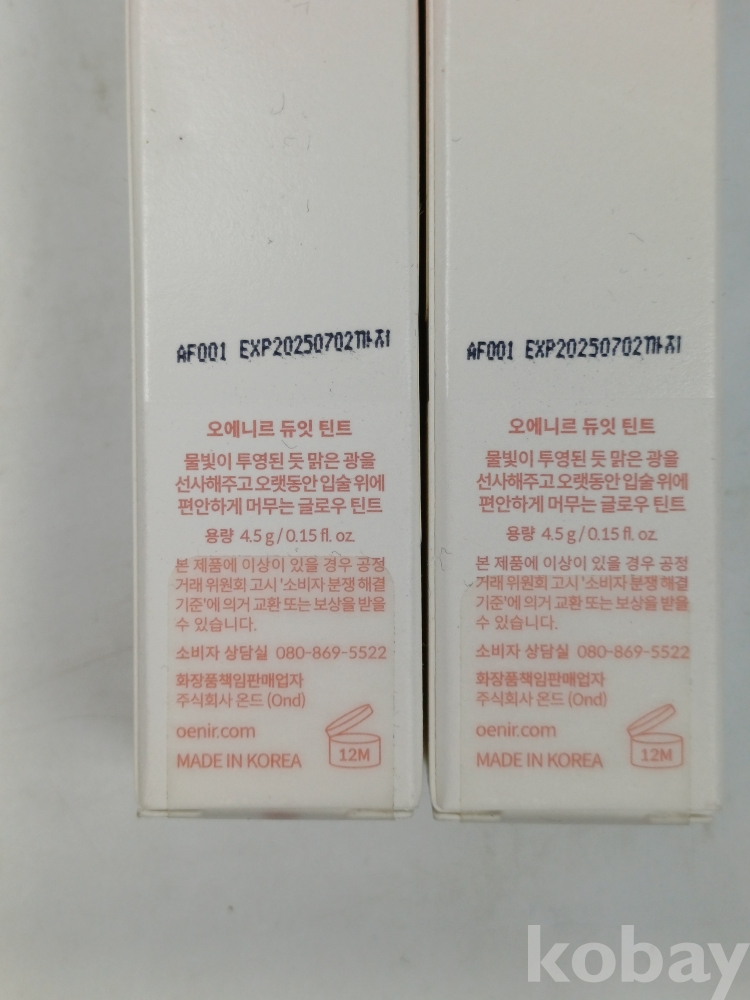 AF001 EXP20250702까지
오에니르 듀잇 틴트
물빛이 투영된 듯 맑은 광을
선사해주고 오랫동안 입술 위에
편안하게 머무는 글로우 틴트
용량 4.5 g / 0.15 fl. oz.
본 제품에 이상이 있을 경우 공정
거래 위원회 고시 '소비자 분쟁 해결
기준'에 의거 교환 또는 보상을 받을
수 있습니다.
소비자 상담실 080-869-5522
화장품책임판매업자
주식회사 온드 (Ond)
oenir.com
MADE IN KOREA
12M
AF001 EXP20250702까지
오에니르 듀잇 틴트
물빛이 투영된 듯 맑은 광을
선사해주고 오랫동안 입술 위에
편안하게 머무는 글로우 틴트
용량 4.5 g / 0.15 fl. oz.
본 제품에 이상이 있을 경우 공정
거래 위원회 고시 '소비자 분쟁 해결
기준'에 의거 교환 또는 보상을 받을
수 있습니다.
소비자 상담실 080-869-5522
화장품책임판매업자
주식회사 온드 (Ond)
oenir.com
MADE IN KOREA
12M
kobay